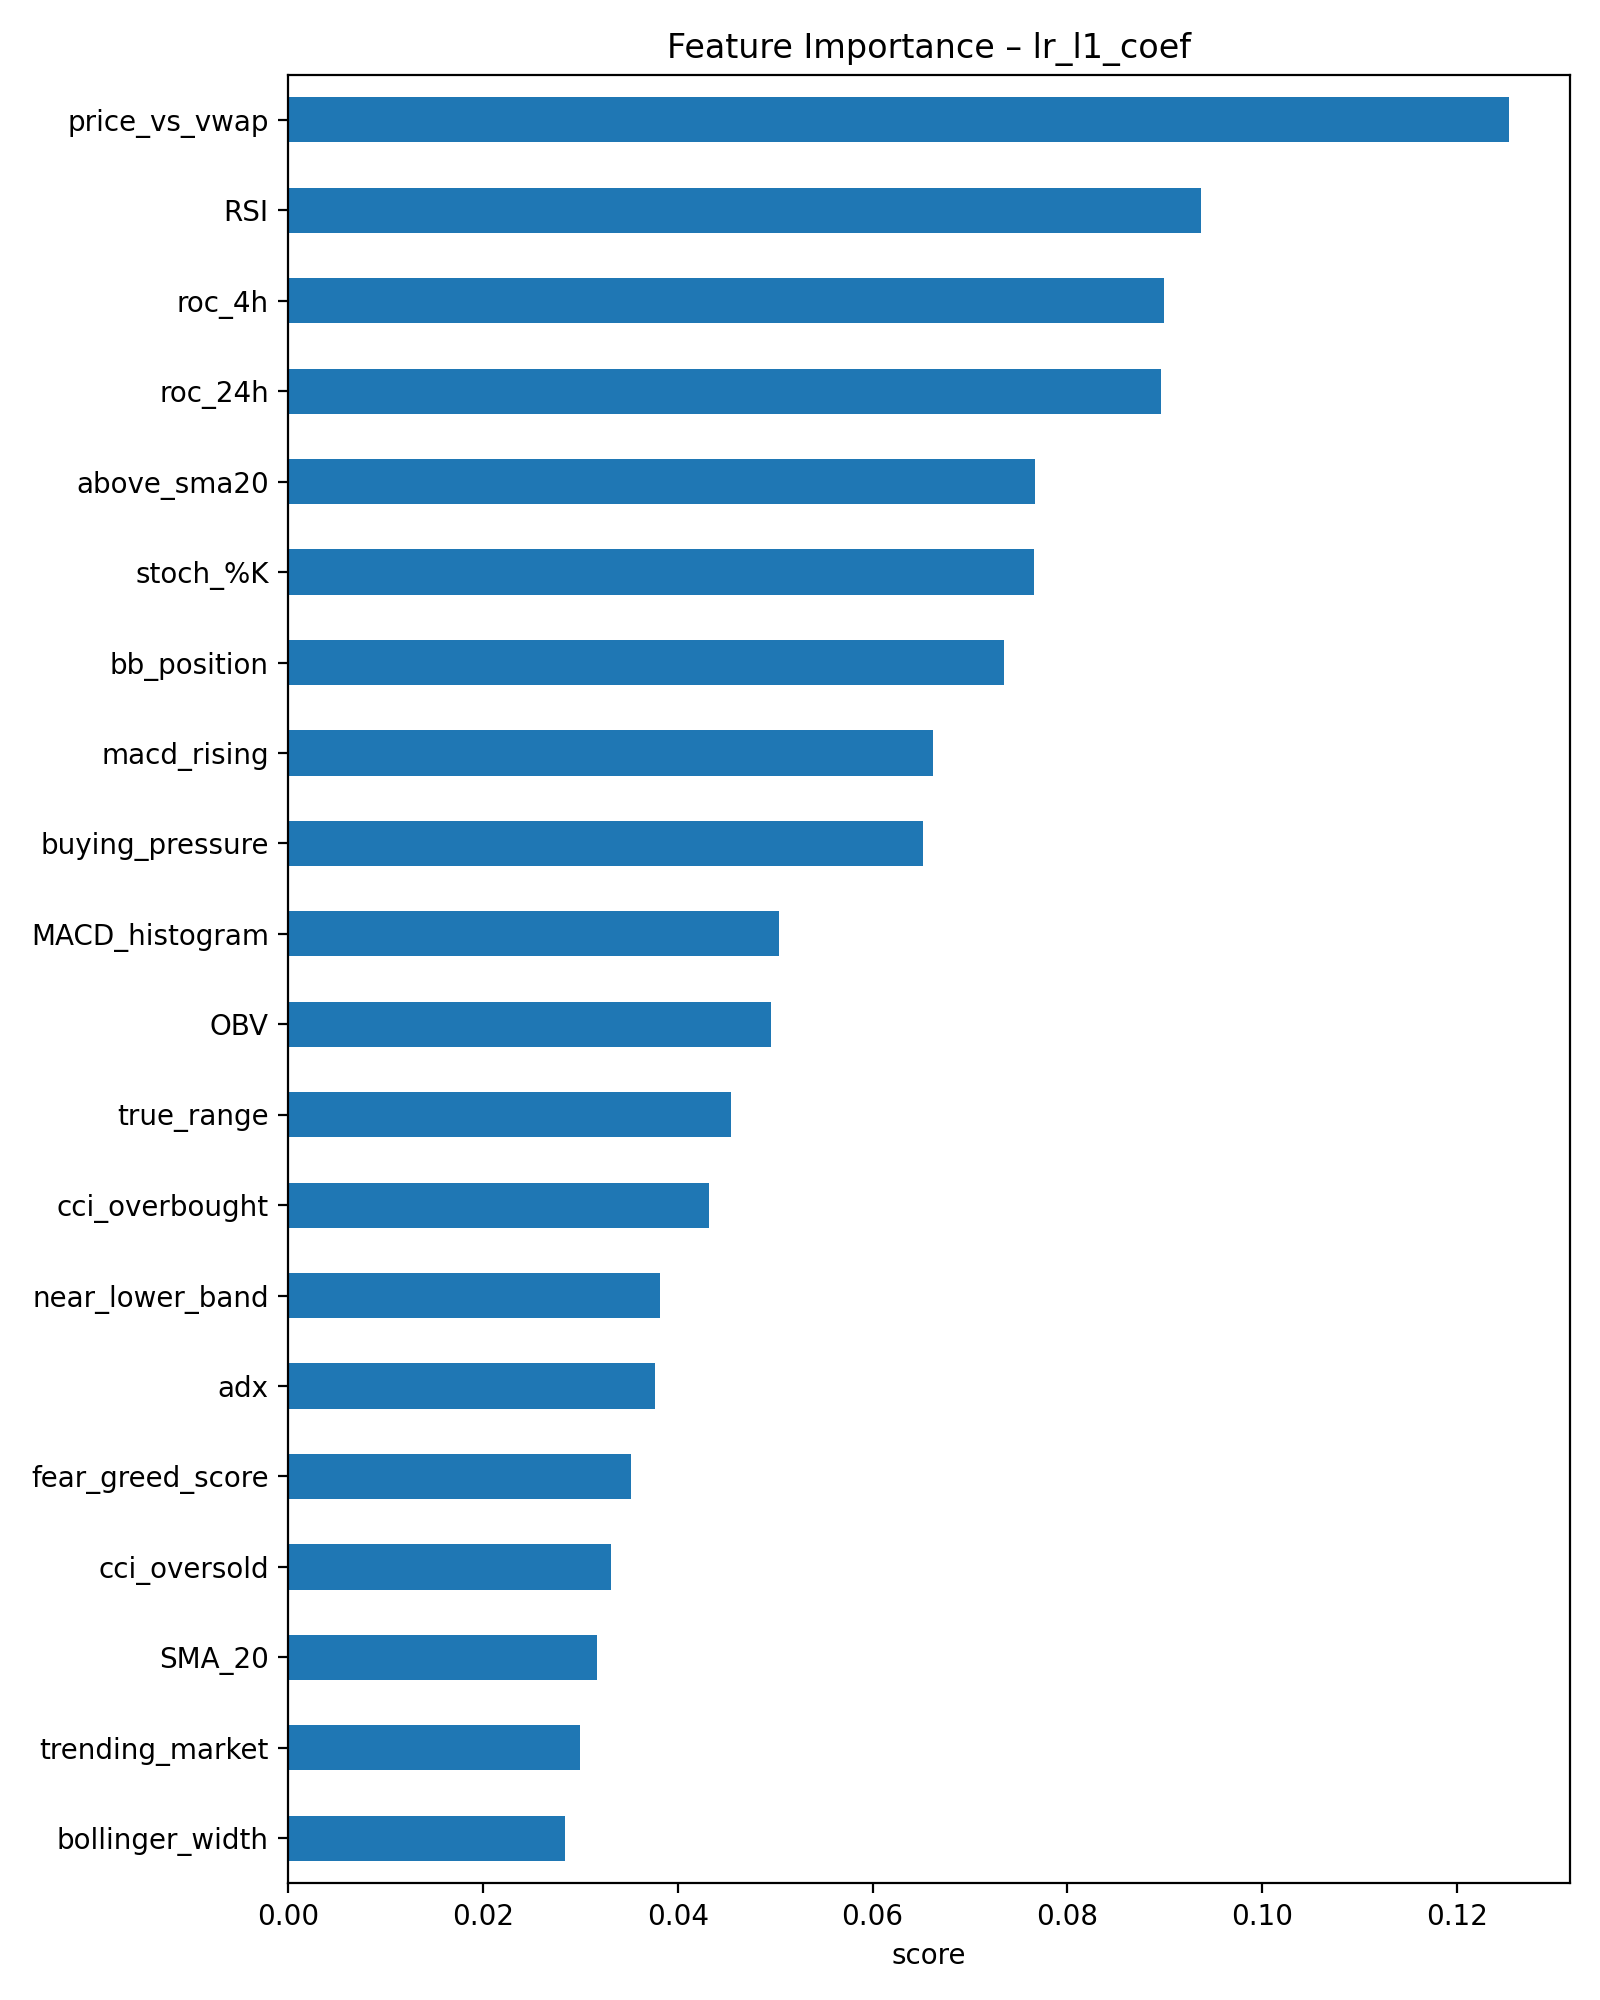 Feature Importance – lr_l1_coef
price_vs_vwap
RSI
roc_4h
roc_24h
above_sma20
stoch_%K
bb_position
macd_rising
buying_pressure
MACD_histogram
OBV
true_range
cci_overbought
near_lower_band
adx
fear_greed_score
cci_oversold
SMA_20
trending_market
bollinger_width
0.00 0.02 0.04 0.06 0.08 0.10 0.12
score